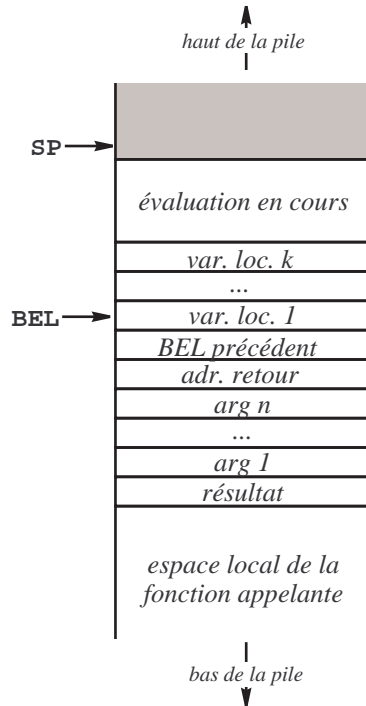 haut de la pile
SP
évaluation en cours
var. loc. k
...
BEL
var. loc. 1
BEL précédent
adr. retour
arg n
...
arg 1
résultat
espace local de la
fonction appelante
bas de la pile